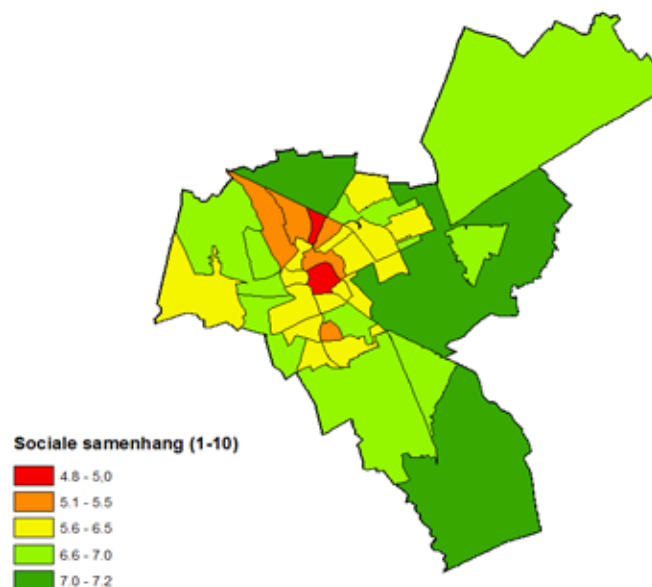 Sociale samenhang (1-10)
4.8 - 5,0
5.1 - 5.5
5.6 - 6.5
6.6 - 7.0
7.0 - 7.2